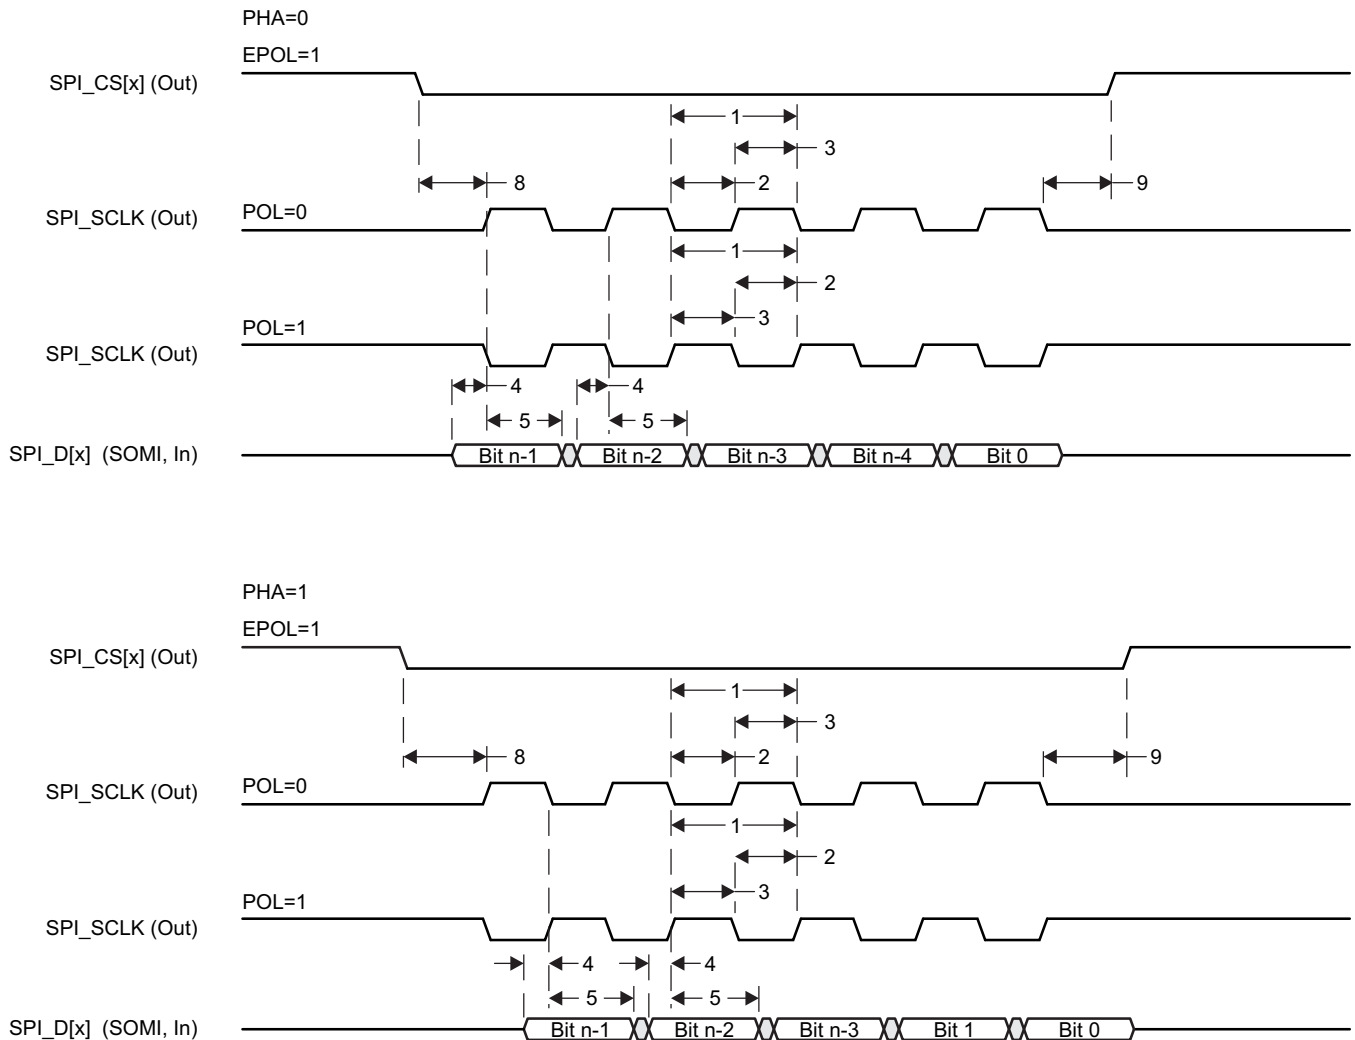 PHA=0
EPOL=1
SPI_CS[x] (Out)
1
3
8
2
9
SPI_SCLK (Out)
POL=0
1
2
3
POL=1
SPI_SCLK (Out)
4
4
5
5
SPI_D[x] (SOMI, In)
Bit n-1
Bit n-2
Bit n-3
Bit n-4
Bit 0
PHA=1
EPOL=1
SPI_CS[x] (Out)
1
3
8
2
9
SPI_SCLK (Out)
POL=0
1
2
3
POL=1
SPI_SCLK (Out)
4
4
5
5
SPI_D[x] (SOMI, In)
Bit n-1
Bit n-2
Bit n-3
Bit 1
Bit 0